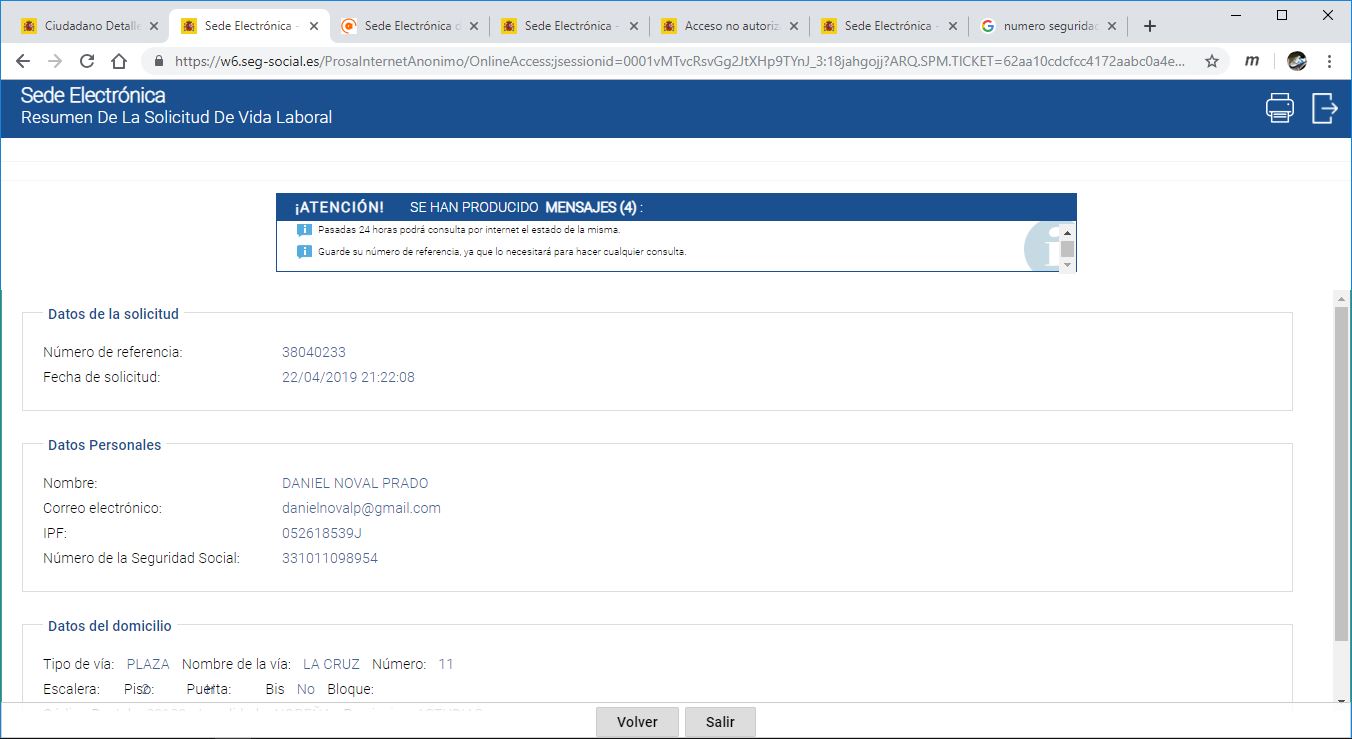 Ciudadano Detalle
Sede Electrónica -
Sede Electrónica d
Sede Electrónica -
Acceso no autoriza
Sede Electrónica -
numero seguridad
https://w6.seg-social.es/ProsaInternetAnonimo/OnlineAccess;jsessionid=0001vMTvcRsvGg2JtXHp9TYnJ_3:18jahgojj?ARQ.SPM.TICKET=62aa10cdcfcc4172aabc0a4e...
m
Sede Electrónica
Resumen De La Solicitud De Vida Laboral
¡ATENCIÓN! SE HAN PRODUCIDO MENSAJES (4) :
Pasadas 24 horas podrá consulta por internet el estado de la misma.
Guarde su número de referencia, ya que lo necesitará para hacer cualquier consulta.
Datos de la solicitud
Número de referencia: 38040233
Fecha de solicitud: 22/04/2019 21:22:08
Datos Personales
Nombre: DANIEL NOVAL PRADO
Correo electrónico: danielnovalp@gmail.com
IPF: 052618539J
Número de la Seguridad Social: 331011098954
Datos del domicilio
Tipo de vía: PLAZA Nombre de la vía: LA CRUZ Número: 11
Escalera: Piso: Puerta: Bis No Bloque:
Volver Salir